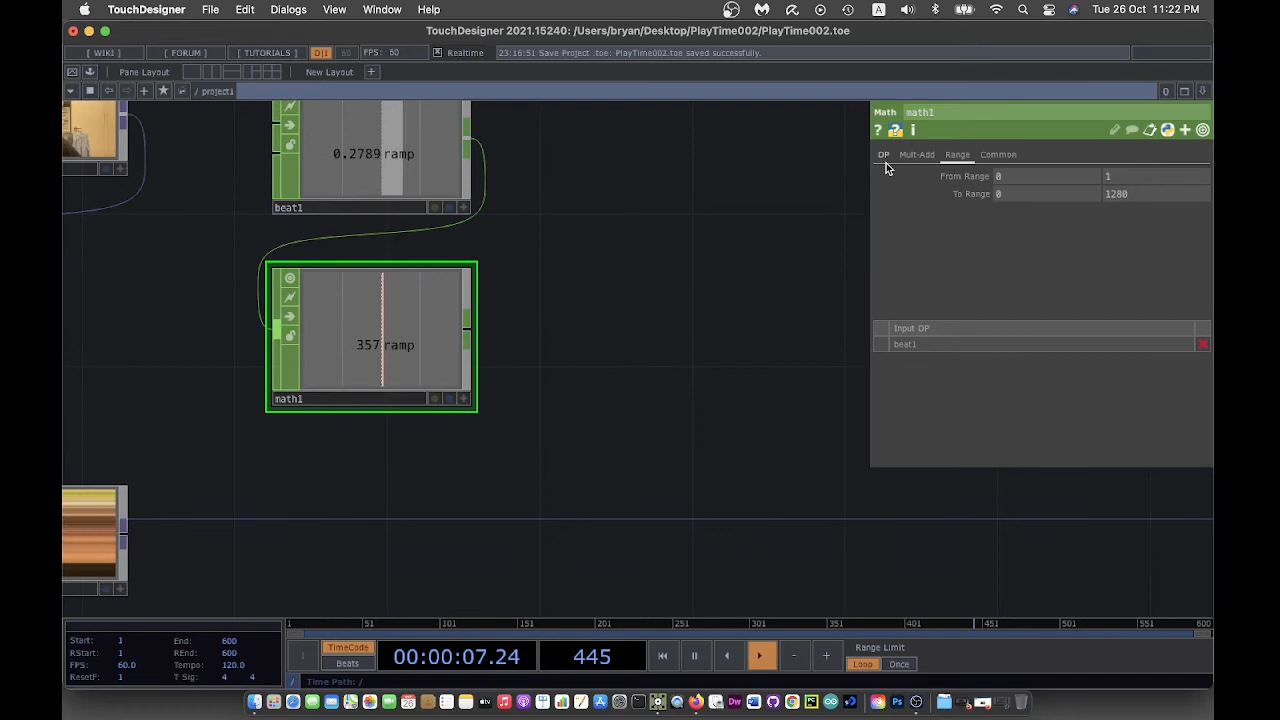 TouchDesigner File Edit Dialogs View Window Help A Tue 26 Oct 11:22 PM
TouchDesigner 2021.15240: /Users/bryan/Desktop/PlayTime002/PlayTime002.toe
[ WIKI ] [ FORUM ] [ TUTORIALS ] O|I 60 FPS: 60 Realtime 23:16:51 Save Project .toe: PlayTime002.toe saved successfully.
Pane Layout New Layout +
/ project1 0
Math math1
? i
OP Mult-Add Range Common
From Range 0 1
To Range 0 1280
0.2789 ramp
beat1
357 ramp
math1
Input OP
beat1
1 51 101 151 201 251 301 351 401 451 501 551 600
Start: 1 End: 600
RStart: 1 REnd: 600
FPS: 60.0 Tempo: 120.0
ResetF: 1 T Sig: 4 4
TimeCode
Beats
00:00:07.24 445
Range Limit
Loop Once
/ Time Path: /